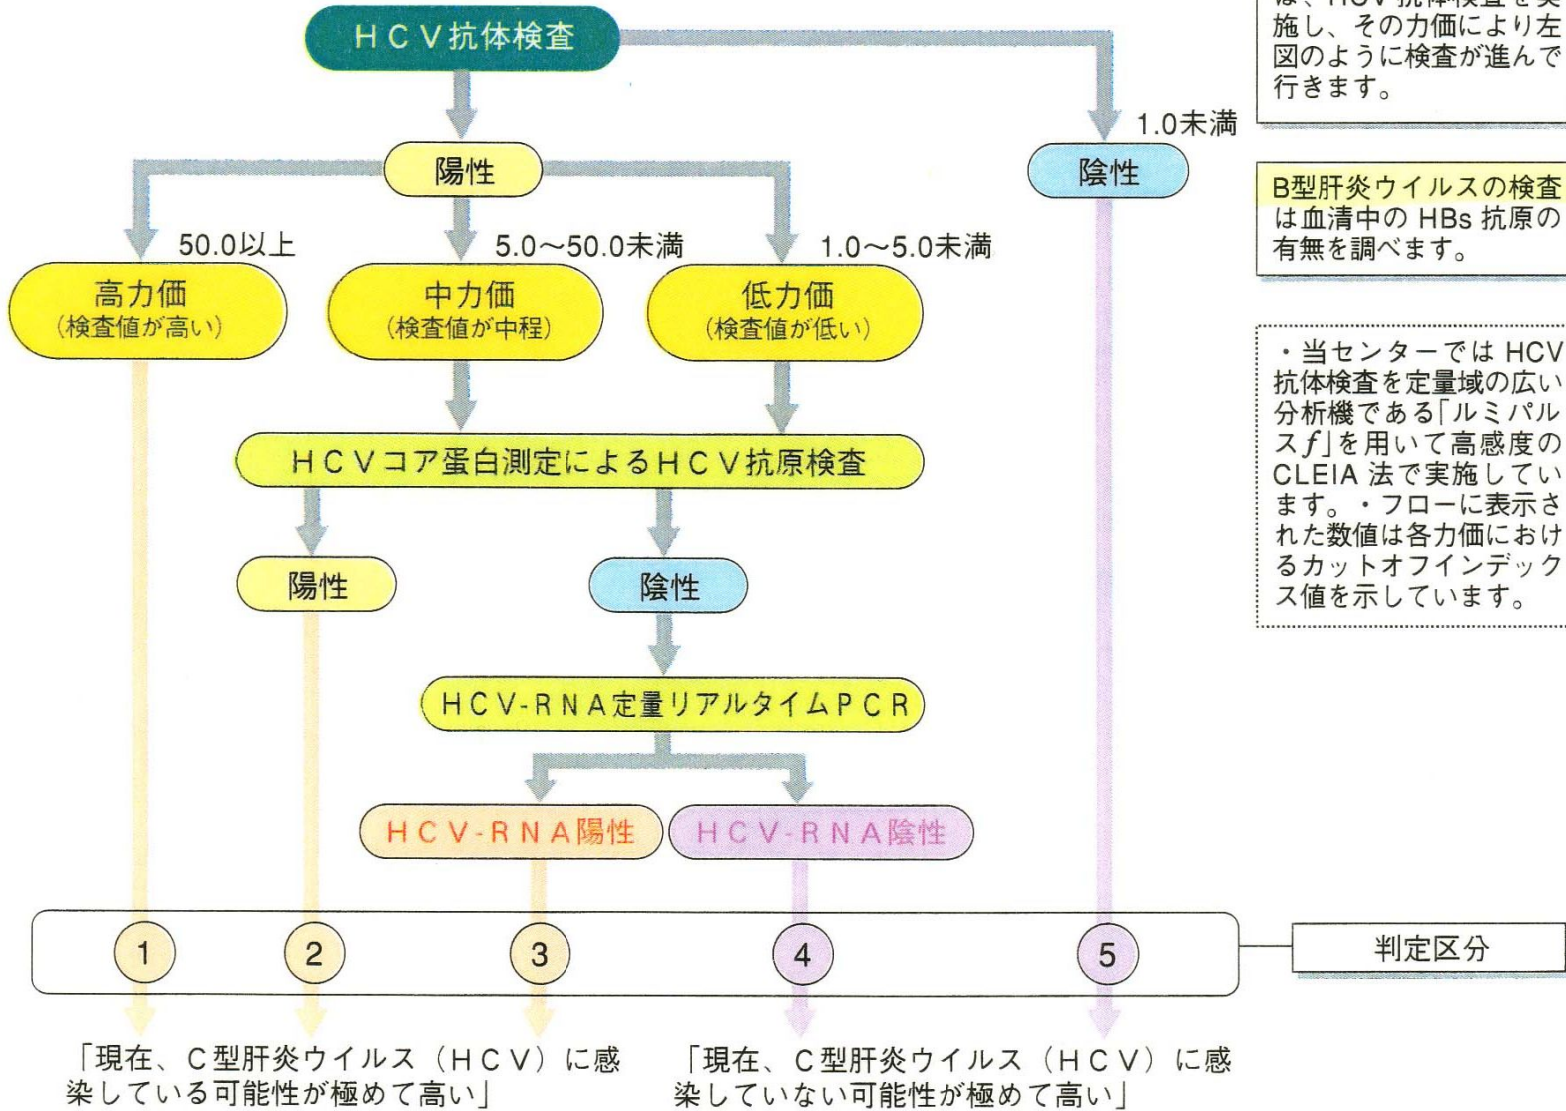 HCV抗体検査
は、HCV抗体検査を実
施し、その力価により左
図のように検査が進んで
行きます。
1.0未満
陽性
陰性
B型肝炎ウイルスの検査
は血清中の HBs 抗原の
有無を調べます。
50.0以上
5.0～50.0未満
1.0～5.0未満
高力価
（検査値が高い）
中力価
（検査値が中程）
低力価
（検査値が低い）
・当センターでは HCV
抗体検査を定量域の広い
分析機である「ルミパル
スf」を用いて高感度の
CLEIA 法で実施してい
ます。・フローに表示さ
れた数値は各力価におけ
るカットオフインデック
ス値を示しています。
HCVコア蛋白測定によるHCV抗原検査
陽性
陰性
HCV-RNA定量リアルタイムPCR
HCV-RNA陽性
HCV-RNA陰性
1
2
3
4
5
判定区分
「現在、C型肝炎ウイルス（HCV）に感
染している可能性が極めて高い」
「現在、C型肝炎ウイルス（HCV）に感
染していない可能性が極めて高い」